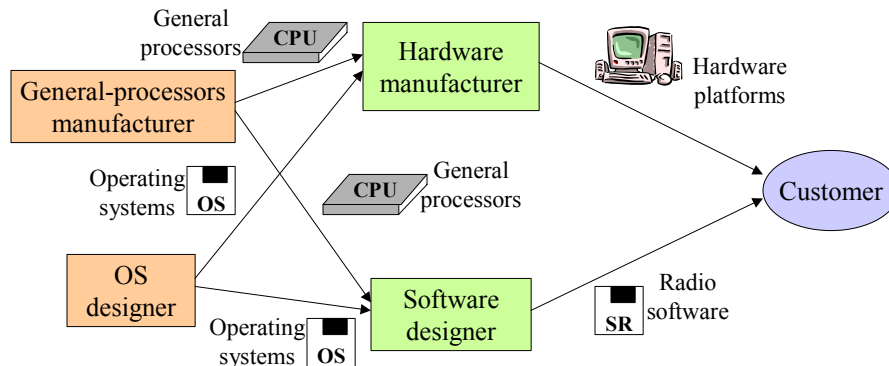 General
processors
CPU
Hardware
manufacturer
Hardware
platforms
General-processors
manufacturer
Operating
systems
OS
CPU
General
processors
Customer
OS
designer
Software
designer
Radio
software
SR
Operating
systems
OS